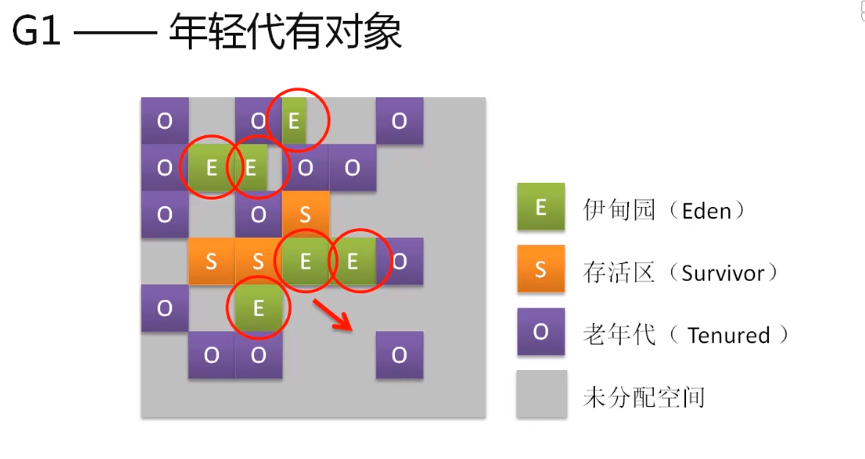 G1 —— 年轻代有对象
O O E O
O E E O O
O O S
E 伊甸园（Eden）
S S E E O
S 存活区（Survivor）
O E
O 老年代（ Tenured ）
O O O
未分配空间